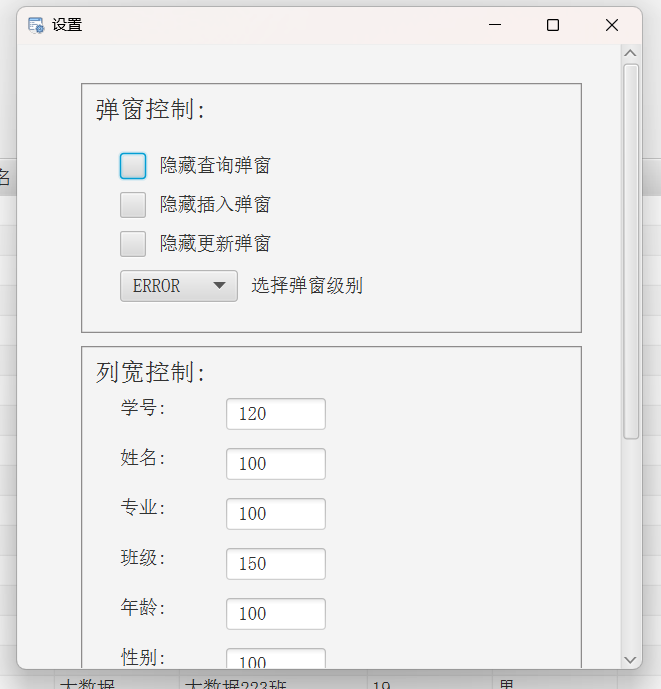 设置
名
弹窗控制:
隐藏查询弹窗
隐藏插入弹窗
隐藏更新弹窗
ERROR 选择弹窗级别
列宽控制:
学号: 120
姓名: 100
专业: 100
班级: 150
年龄: 100
性别: 100
大数据 大数据223班 19 男